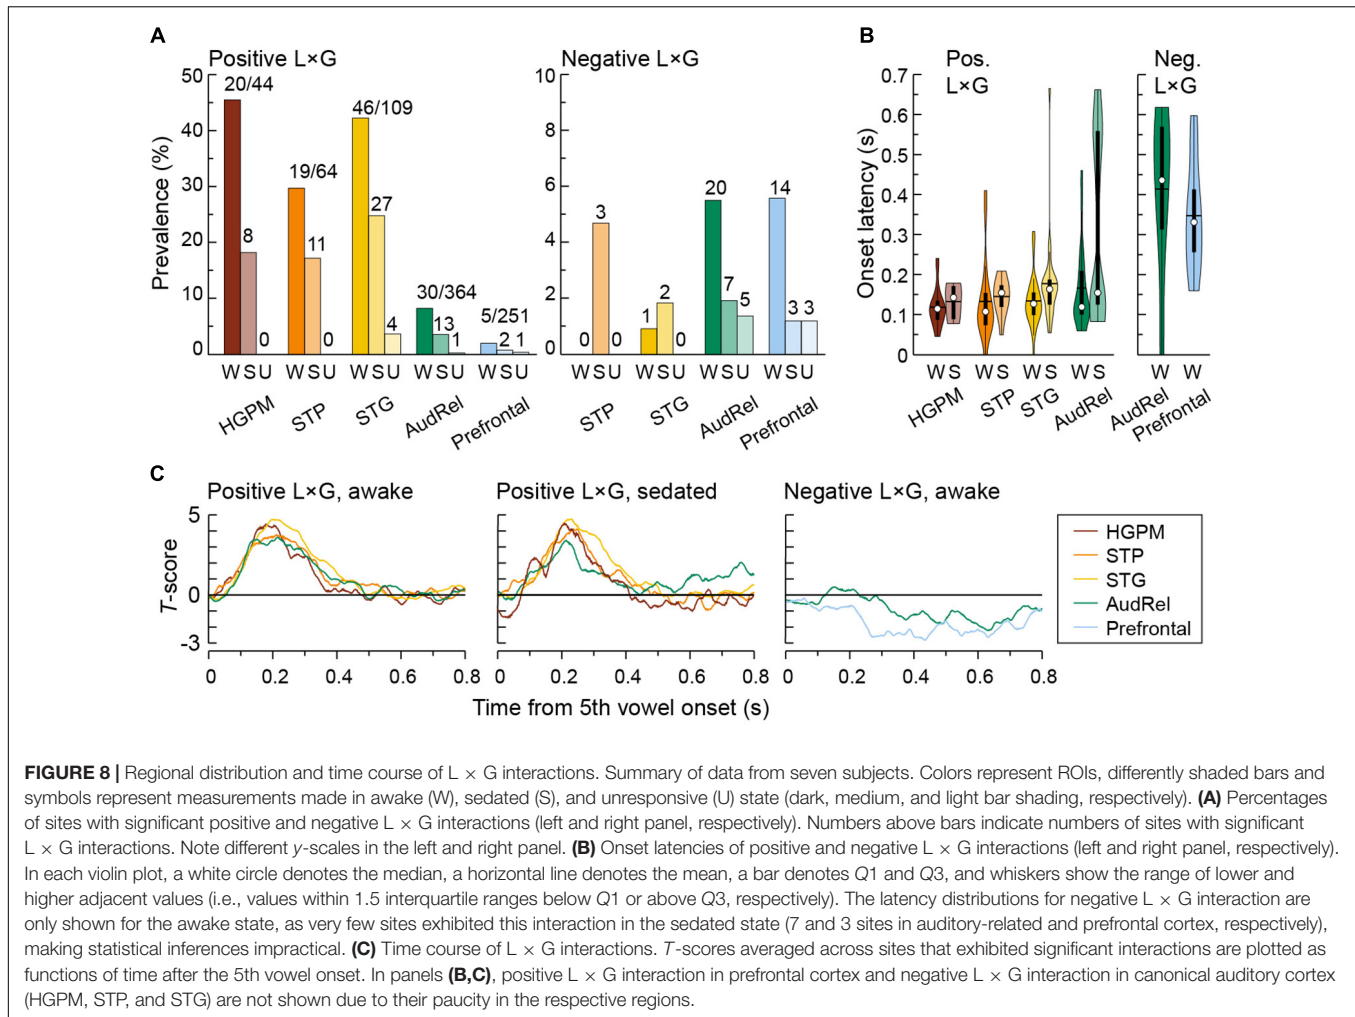 A
Positive L×G
Negative L×G
Prevalence (%)
50
40
30
20
10
0
20/44
8
0
19/64
11
0
46/109
27
4
30/364
13
1
5/251
2
1
W S U W S U W S U W S U W S U
HGPM
STP
STG
AudRel
Prefrontal
10
8
6
4
2
0
0
3
0
1
2
0
20
7
5
14
3
3
W S U W S U W S U W S U
STP
STG
AudRel
Prefrontal
B
Pos.
L×G
Neg.
L×G
Onset latency (s)
0.7
0.6
0.5
0.4
0.3
0.2
0.1
0
W S W S W S W S
HGPM
STP
STG
AudRel
W W
AudRel
Prefrontal
C
Positive L×G, awake
Positive L×G, sedated
Negative L×G, awake
T-score
5
0
-3
0 0.2 0.4 0.6 0.8
0 0.2 0.4 0.6 0.8
0 0.2 0.4 0.6 0.8
Time from 5th vowel onset (s)
HGPM
STP
STG
AudRel
Prefrontal
FIGURE 8 | Regional distribution and time course of L × G interactions. Summary of data from seven subjects. Colors represent ROIs, differently shaded bars and
symbols represent measurements made in awake (W), sedated (S), and unresponsive (U) state (dark, medium, and light bar shading, respectively). (A) Percentages
of sites with significant positive and negative L × G interactions (left and right panel, respectively). Numbers above bars indicate numbers of sites with significant
L × G interactions. Note different y-scales in the left and right panel. (B) Onset latencies of positive and negative L × G interactions (left and right panel, respectively).
In each violin plot, a white circle denotes the median, a horizontal line denotes the mean, a bar denotes Q1 and Q3, and whiskers show the range of lower and
higher adjacent values (i.e., values within 1.5 interquartile ranges below Q1 or above Q3, respectively). The latency distributions for negative L × G interaction are
only shown for the awake state, as very few sites exhibited this interaction in the sedated state (7 and 3 sites in auditory-related and prefrontal cortex, respectively),
making statistical inferences impractical. (C) Time course of L × G interactions. T-scores averaged across sites that exhibited significant interactions are plotted as
functions of time after the 5th vowel onset. In panels (B,C), positive L × G interaction in prefrontal cortex and negative L × G interaction in canonical auditory cortex
(HGPM, STP, and STG) are not shown due to their paucity in the respective regions.